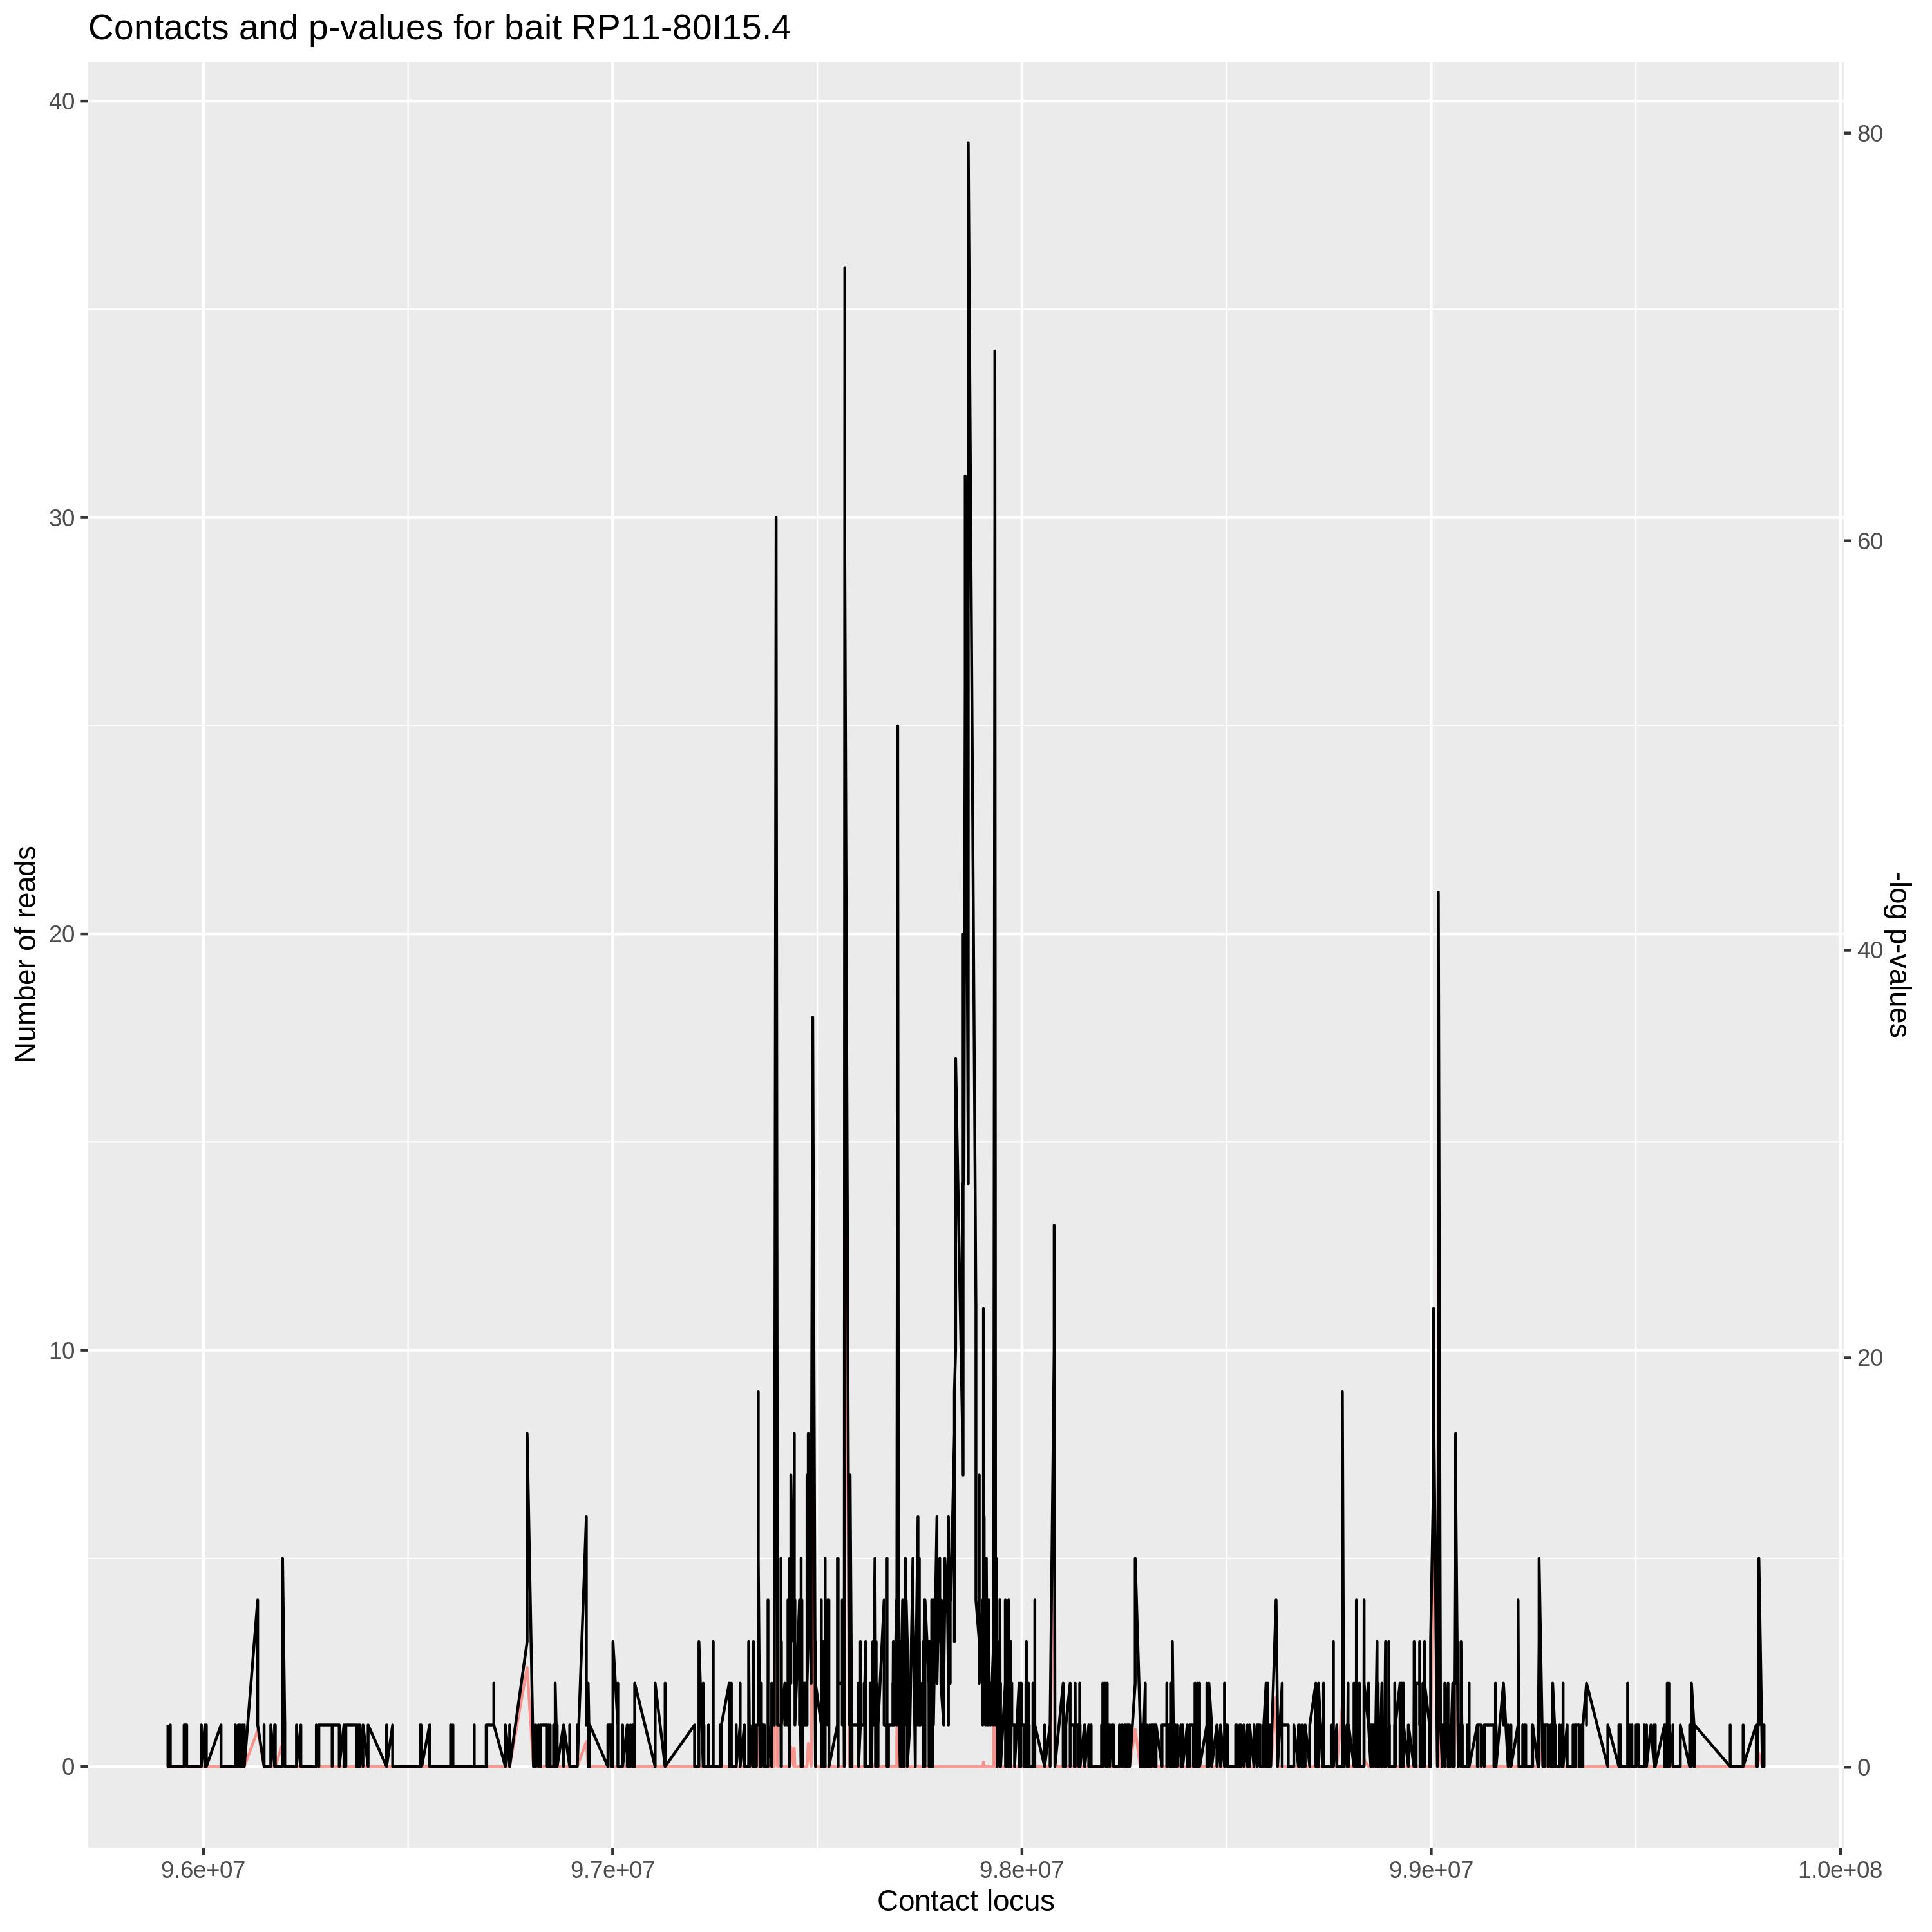 Contacts and p-values for bait RP11-80I15.4
40
30
20
10
0
Number of reads
80
60
40
20
0
-log p-values
9.6e+07
9.7e+07
9.8e+07
9.9e+07
1.0e+08
Contact locus